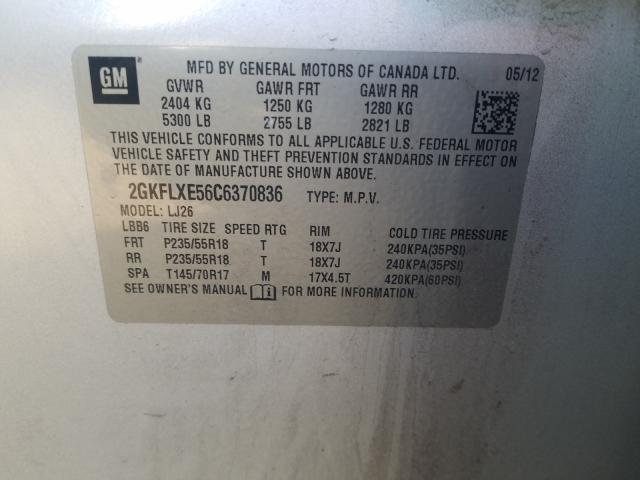 GM
MFD BY GENERAL MOTORS OF CANADA LTD. 05/12
GVWR GAWR FRT GAWR RR
2404 KG 1250 KG 1280 KG
5300 LB 2755 LB 2821 LB
THIS VEHICLE CONFORMS TO ALL APPLICABLE U.S. FEDERAL MOTOR
VEHICLE SAFETY AND THEFT PREVENTION STANDARDS IN EFFECT ON
THE DATE OF MANUFACTURE SHOWN ABOVE.
2GKFLXE56C6370836 TYPE: M.P.V.
MODEL: LJ26
LBB6 TIRE SIZE SPEED RTG RIM COLD TIRE PRESSURE
FRT P235/55R18 T 18X7J 240KPA(35PSI)
RR P235/55R18 T 18X7J 240KPA(35PSI)
SPA T145/70R17 M 17X4.5T 420KPA(60PSI)
SEE OWNER'S MANUAL FOR MORE INFORMATION.